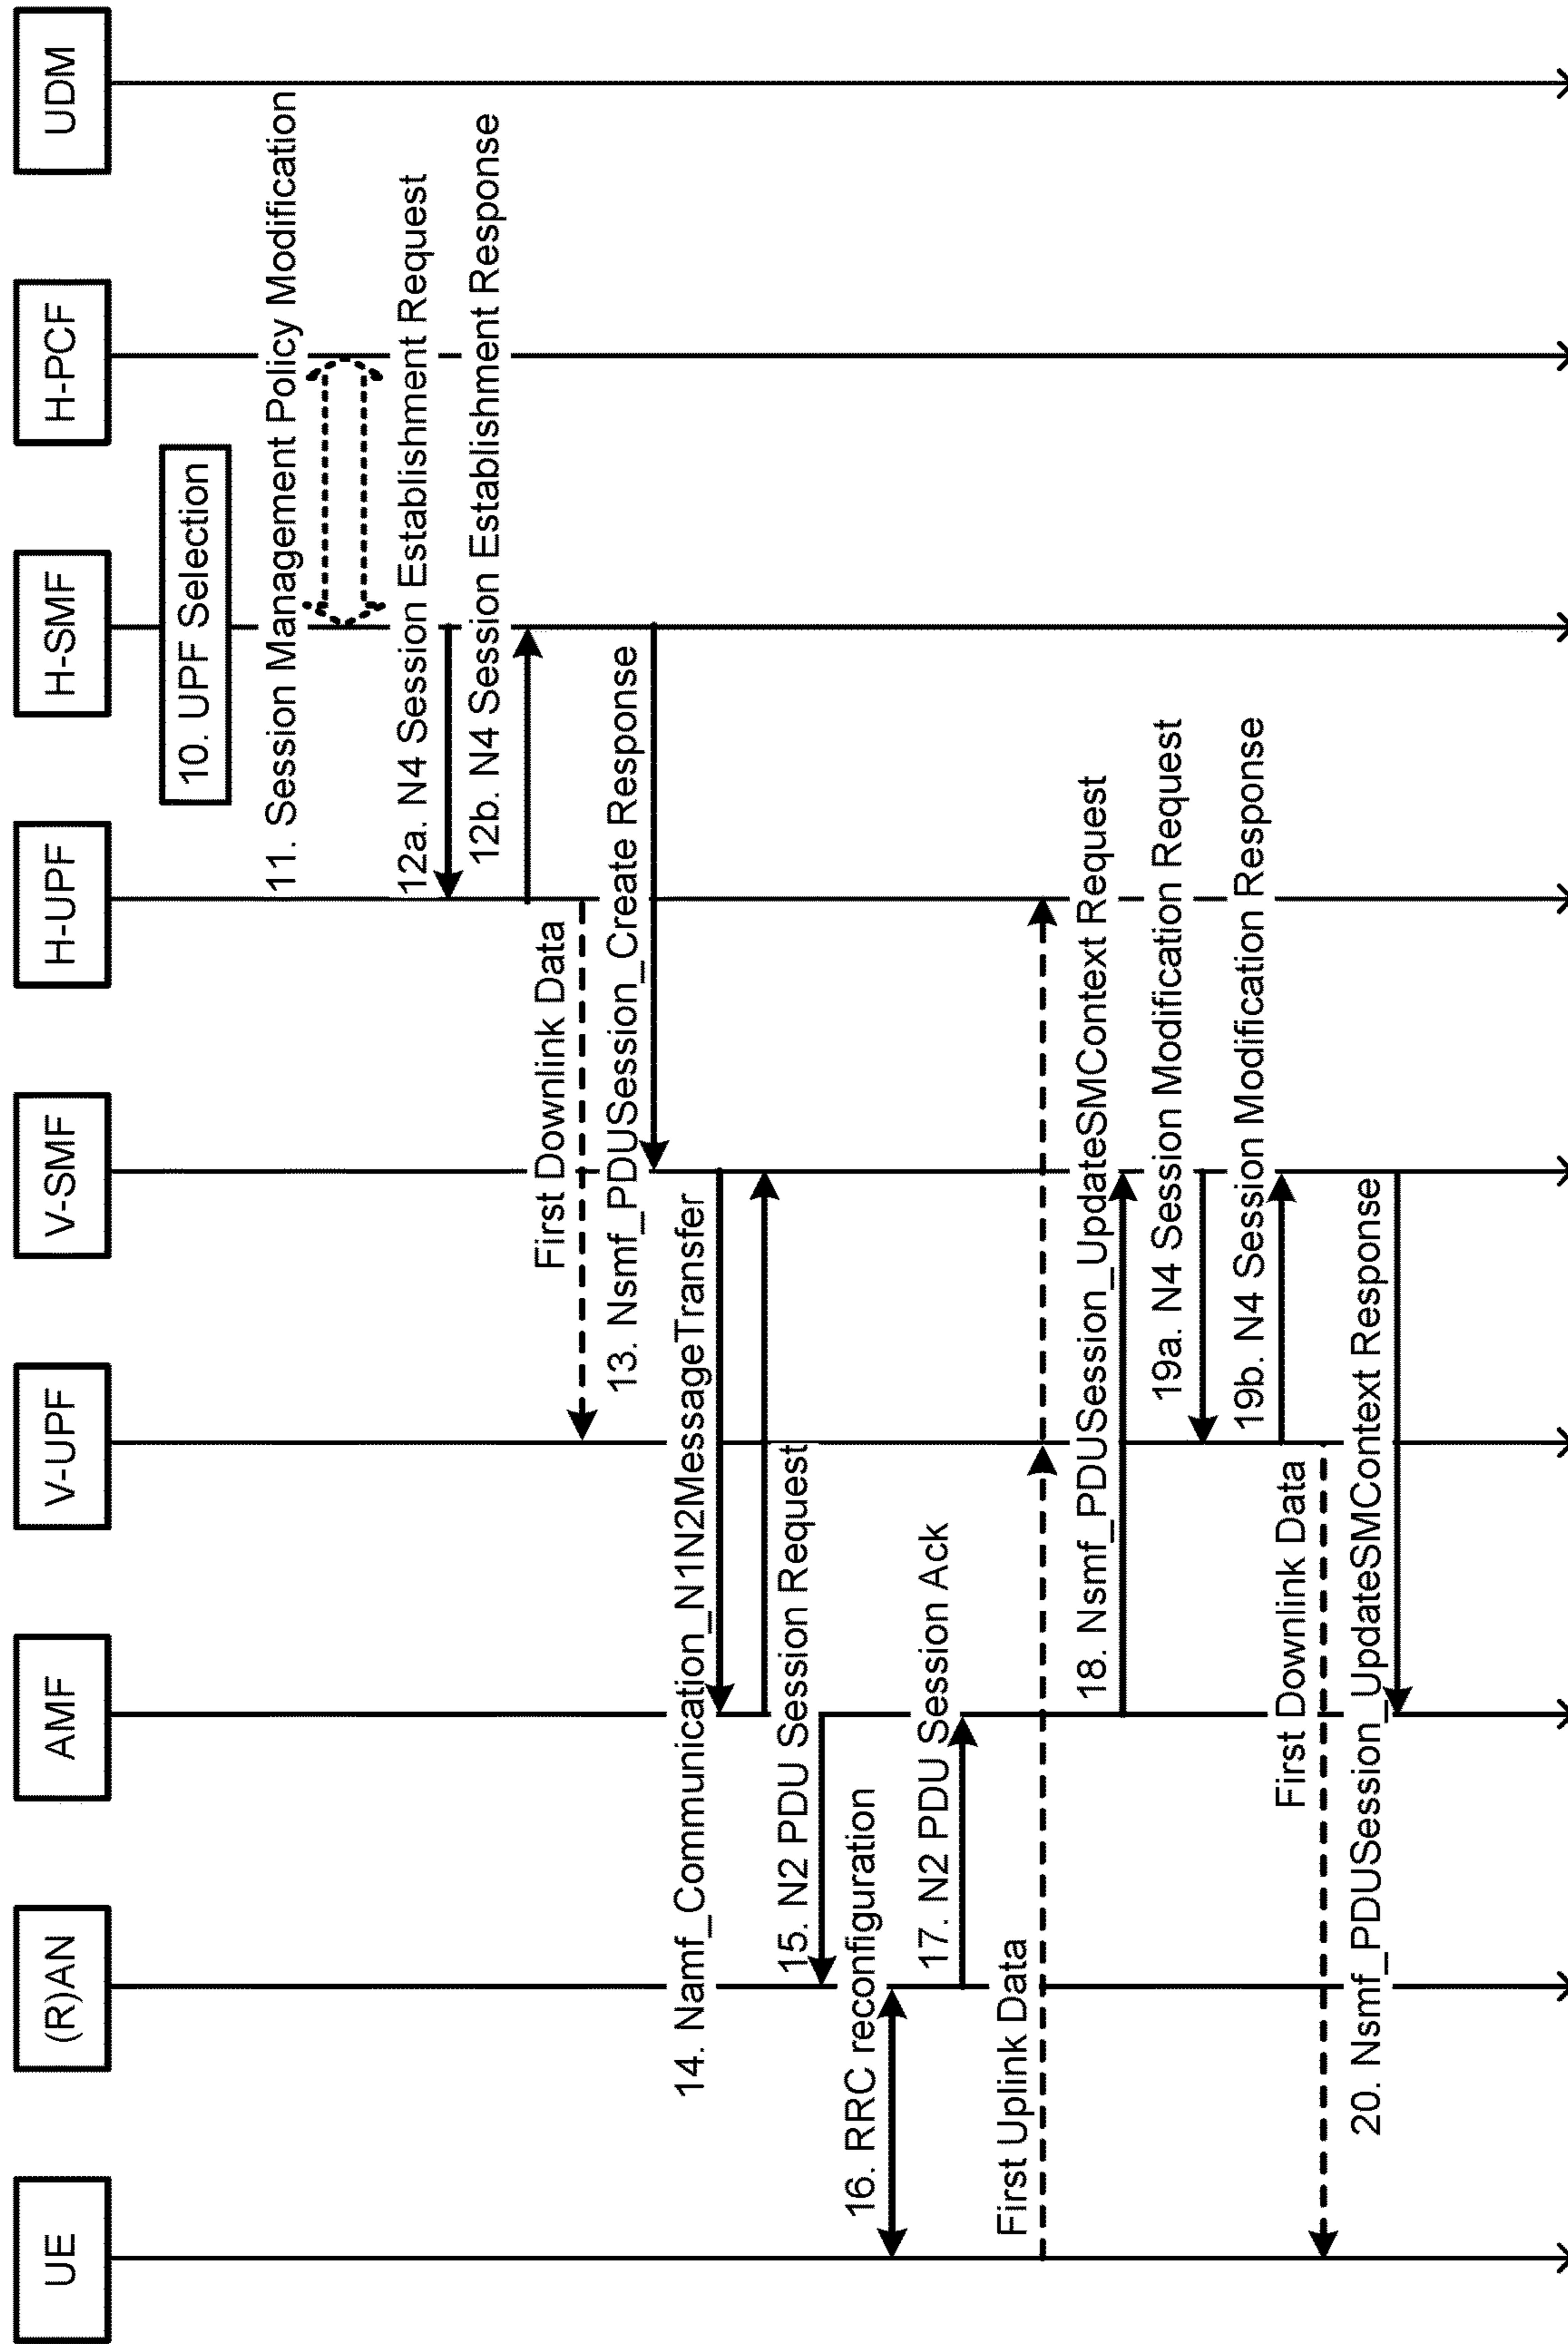 UE
(R)AN
AMF
V-UPF
V-SMF
H-UPF
H-SMF
H-PCF
UDM
10. UPF Selection
11. Session Management Policy Modification
12a. N4 Session Establishment Request
12b. N4 Session Establishment Response
First Downlink Data
13. Nsmf_PDUSession_Create Response
14. Namf_Communication_N1N2MessageTransfer
15. N2 PDU Session Request
16. RRC reconfiguration
17. N2 PDU Session Ack
First Uplink Data
18. Nsmf_PDUSession_UpdateSMContext Request
19a. N4 Session Modification Request
19b. N4 Session Modification Response
First Downlink Data
20. Nsmf_PDUSession_UpdateSMContext Response